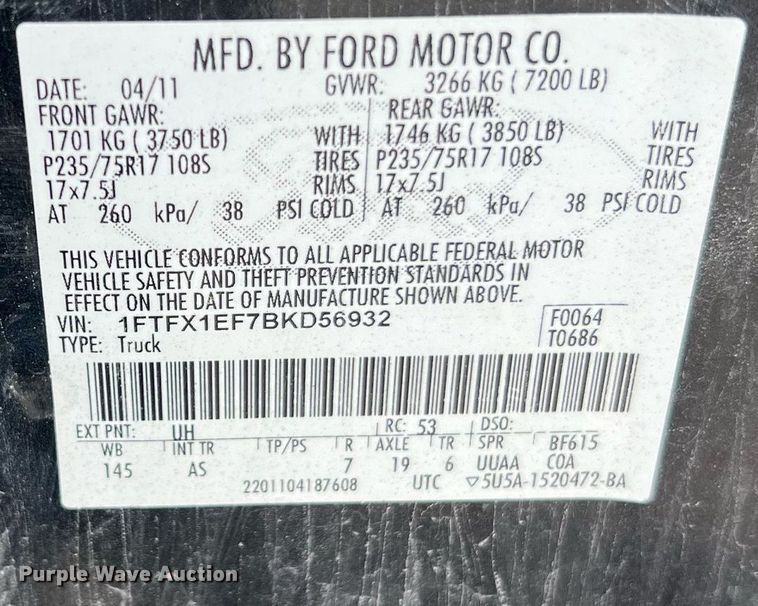 MFD. BY FORD MOTOR CO.
DATE: 04/11 GVWR: 3266 KG ( 7200 LB)
FRONT GAWR: REAR GAWR:
1701 KG ( 3750 LB) WITH 1746 KG ( 3850 LB) WITH
P235/75R17 108S TIRES P235/75R17 108S TIRES
17x7.5J RIMS 17x7.5J RIMS
AT 260 kPa/ 38 PSI COLD AT 260 kPa/ 38 PSI COLD
THIS VEHICLE CONFORMS TO ALL APPLICABLE FEDERAL MOTOR
VEHICLE SAFETY AND THEFT PREVENTION STANDARDS IN
EFFECT ON THE DATE OF MANUFACTURE SHOWN ABOVE.
VIN: 1FTFX1EF7BKD56932 F0064
TYPE: Truck T0686
EXT PNT: UH RC: 53 DSO:
WB INT TR TP/PS R AXLE TR SPR BF615
145 AS 7 19 6 UUAA COA
2201104187608 UTC ▽5U5A-1520472-BA
Purple Wave Auction